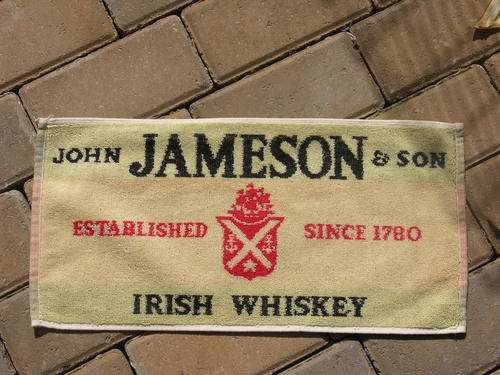 JOHN JAMESON & SON
ESTABLISHED SINCE 1780
IRISH WHISKEY